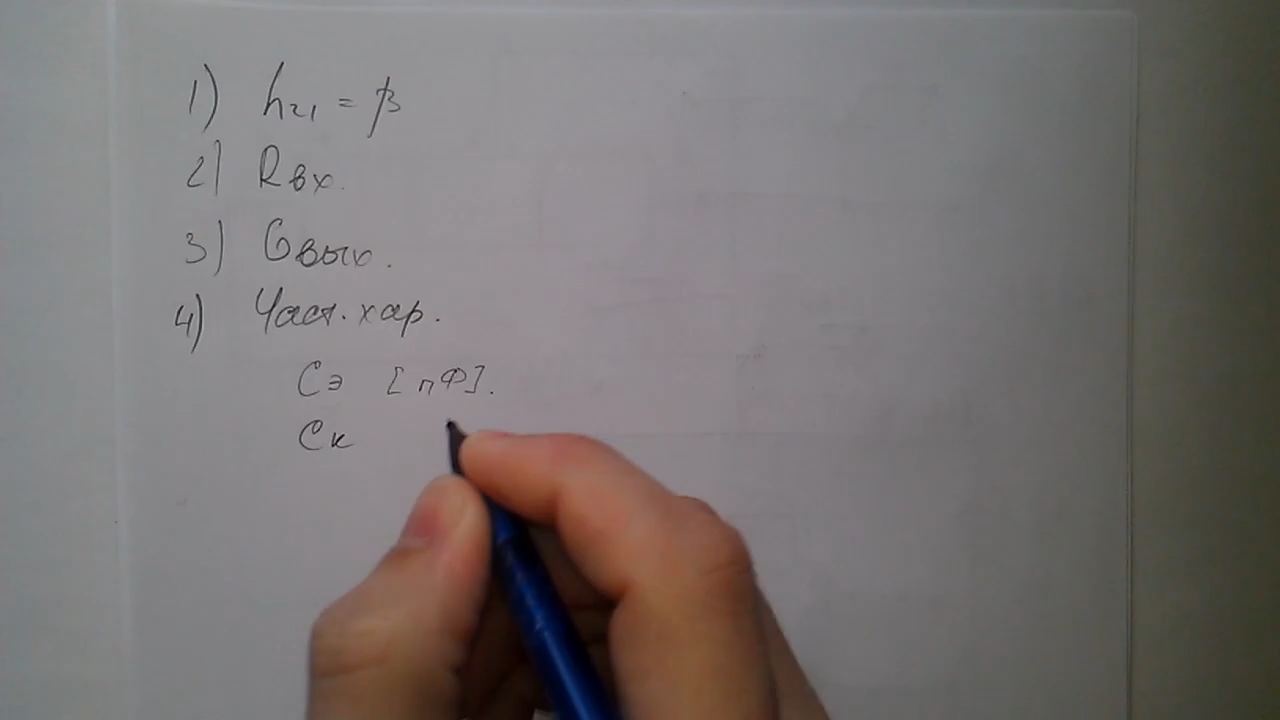 1) h21 = β
2) Rвх.
3) Gвых.
4) Част. хар.
Cэ [пФ].
Cк